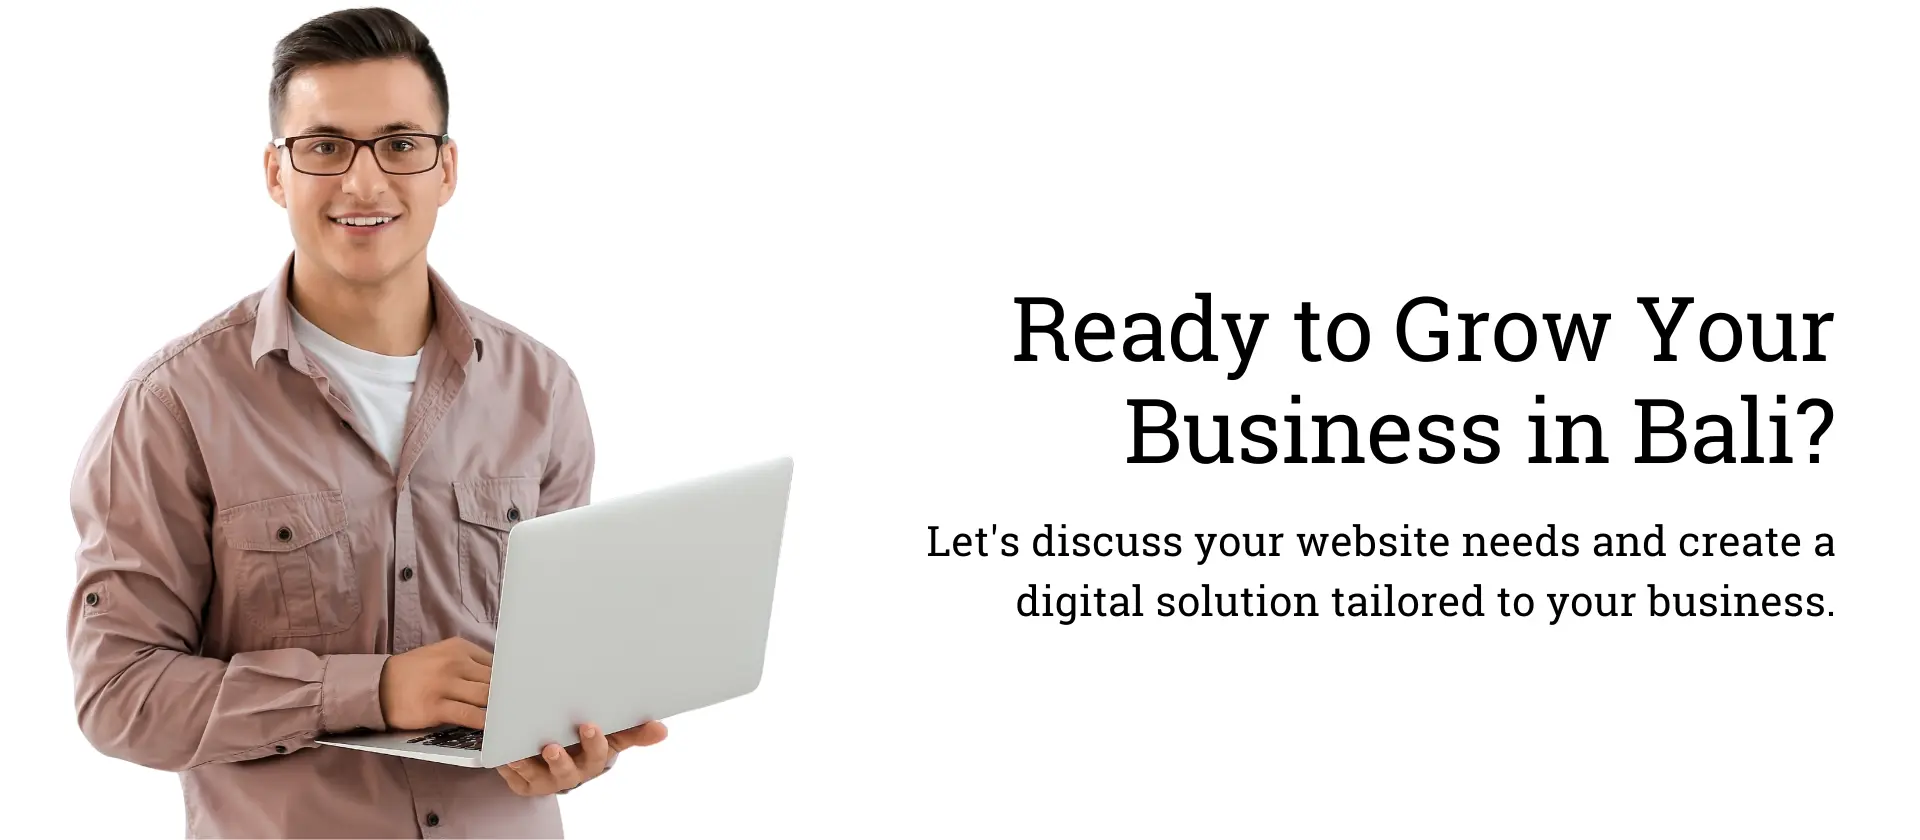 Ready to Grow Your
Business in Bali?
Let's discuss your website needs and create a
digital solution tailored to your business.